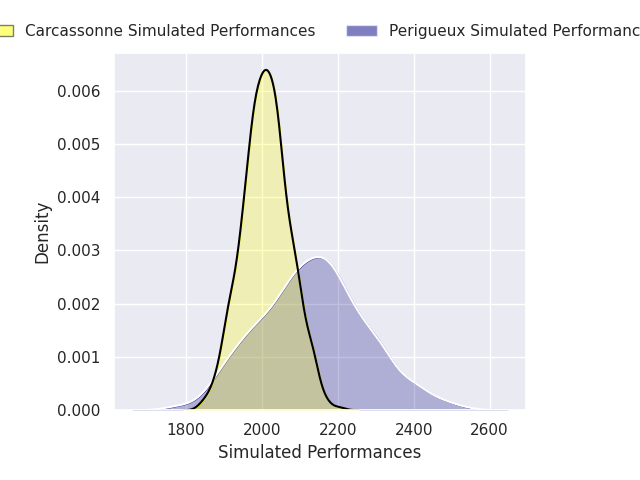 Carcassonne Simulated Performances
Perigueux Simulated Performanc
0.006
0.005
0.004
0.003
0.002
0.001
0.000
Density
1800 2000 2200 2400 2600
Simulated Performances